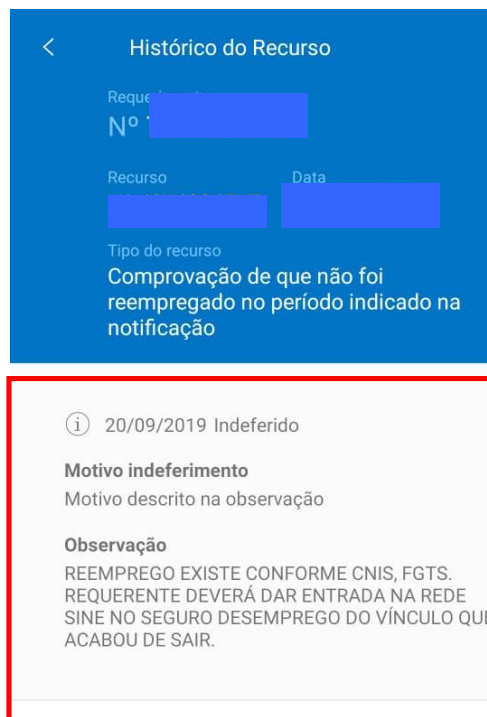 Histórico do Recurso
Nº
Recurso Data
Tipo do recurso
Comprovação de que não foi
reempregado no período indicado na
notificação
20/09/2019 Indeferido
Motivo indeferimento
Motivo descrito na observação
Observação
REEMPREGO EXISTE CONFORME CNIS, FGTS.
REQUERENTE DEVERÁ DAR ENTRADA NA REDE
SINE NO SEGURO DESEMPREGO DO VÍNCULO QUE
ACABOU DE SAIR.